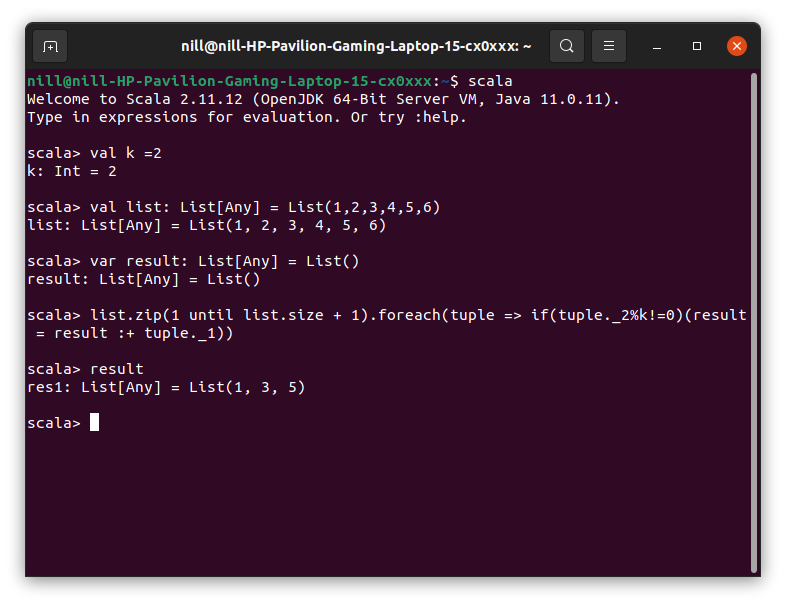 nill@nill-HP-Pavilion-Gaming-Laptop-15-cx0xxx: ~
nill@nill-HP-Pavilion-Gaming-Laptop-15-cx0xxx:~$ scala
Welcome to Scala 2.11.12 (OpenJDK 64-Bit Server VM, Java 11.0.11).
Type in expressions for evaluation. Or try :help.
scala> val k =2
k: Int = 2
scala> val list: List[Any] = List(1,2,3,4,5,6)
list: List[Any] = List(1, 2, 3, 4, 5, 6)
scala> var result: List[Any] = List()
result: List[Any] = List()
scala> list.zip(1 until list.size + 1).foreach(tuple => if(tuple._2%k!=0)(result
= result :+ tuple._1))
scala> result
res1: List[Any] = List(1, 3, 5)
scala>